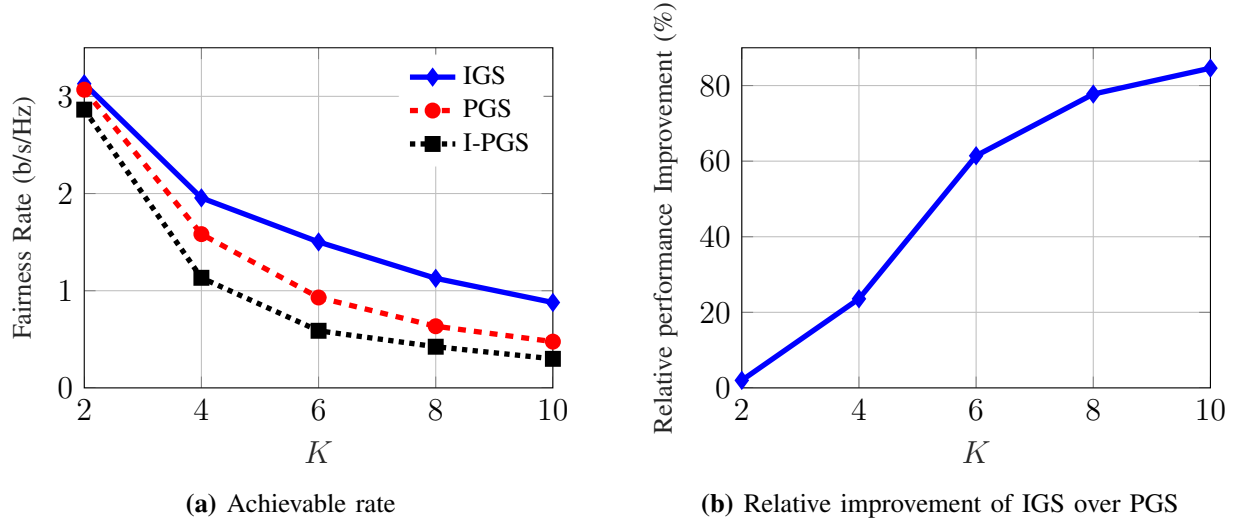 Fairness Rate (b/s/Hz)
3
2
1
0
2
4
6
8
10
K
IGS
PGS
I-PGS
(a) Achievable rate
Relative performance Improvement (%)
80
60
40
20
0
2
4
6
8
10
K
(b) Relative improvement of IGS over PGS